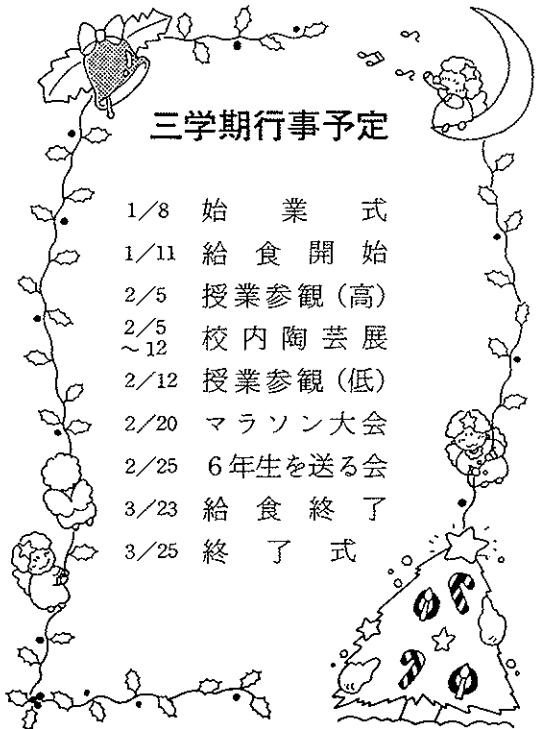 三学期行事予定
1/8 始業式
1/11 給食開始
2/5 授業参観（高）
2/5～12 校内陶芸展
2/12 授業参観（低）
2/20 マラソン大会
2/25 6年生を送る会
3/23 給食終了
3/25 終了式